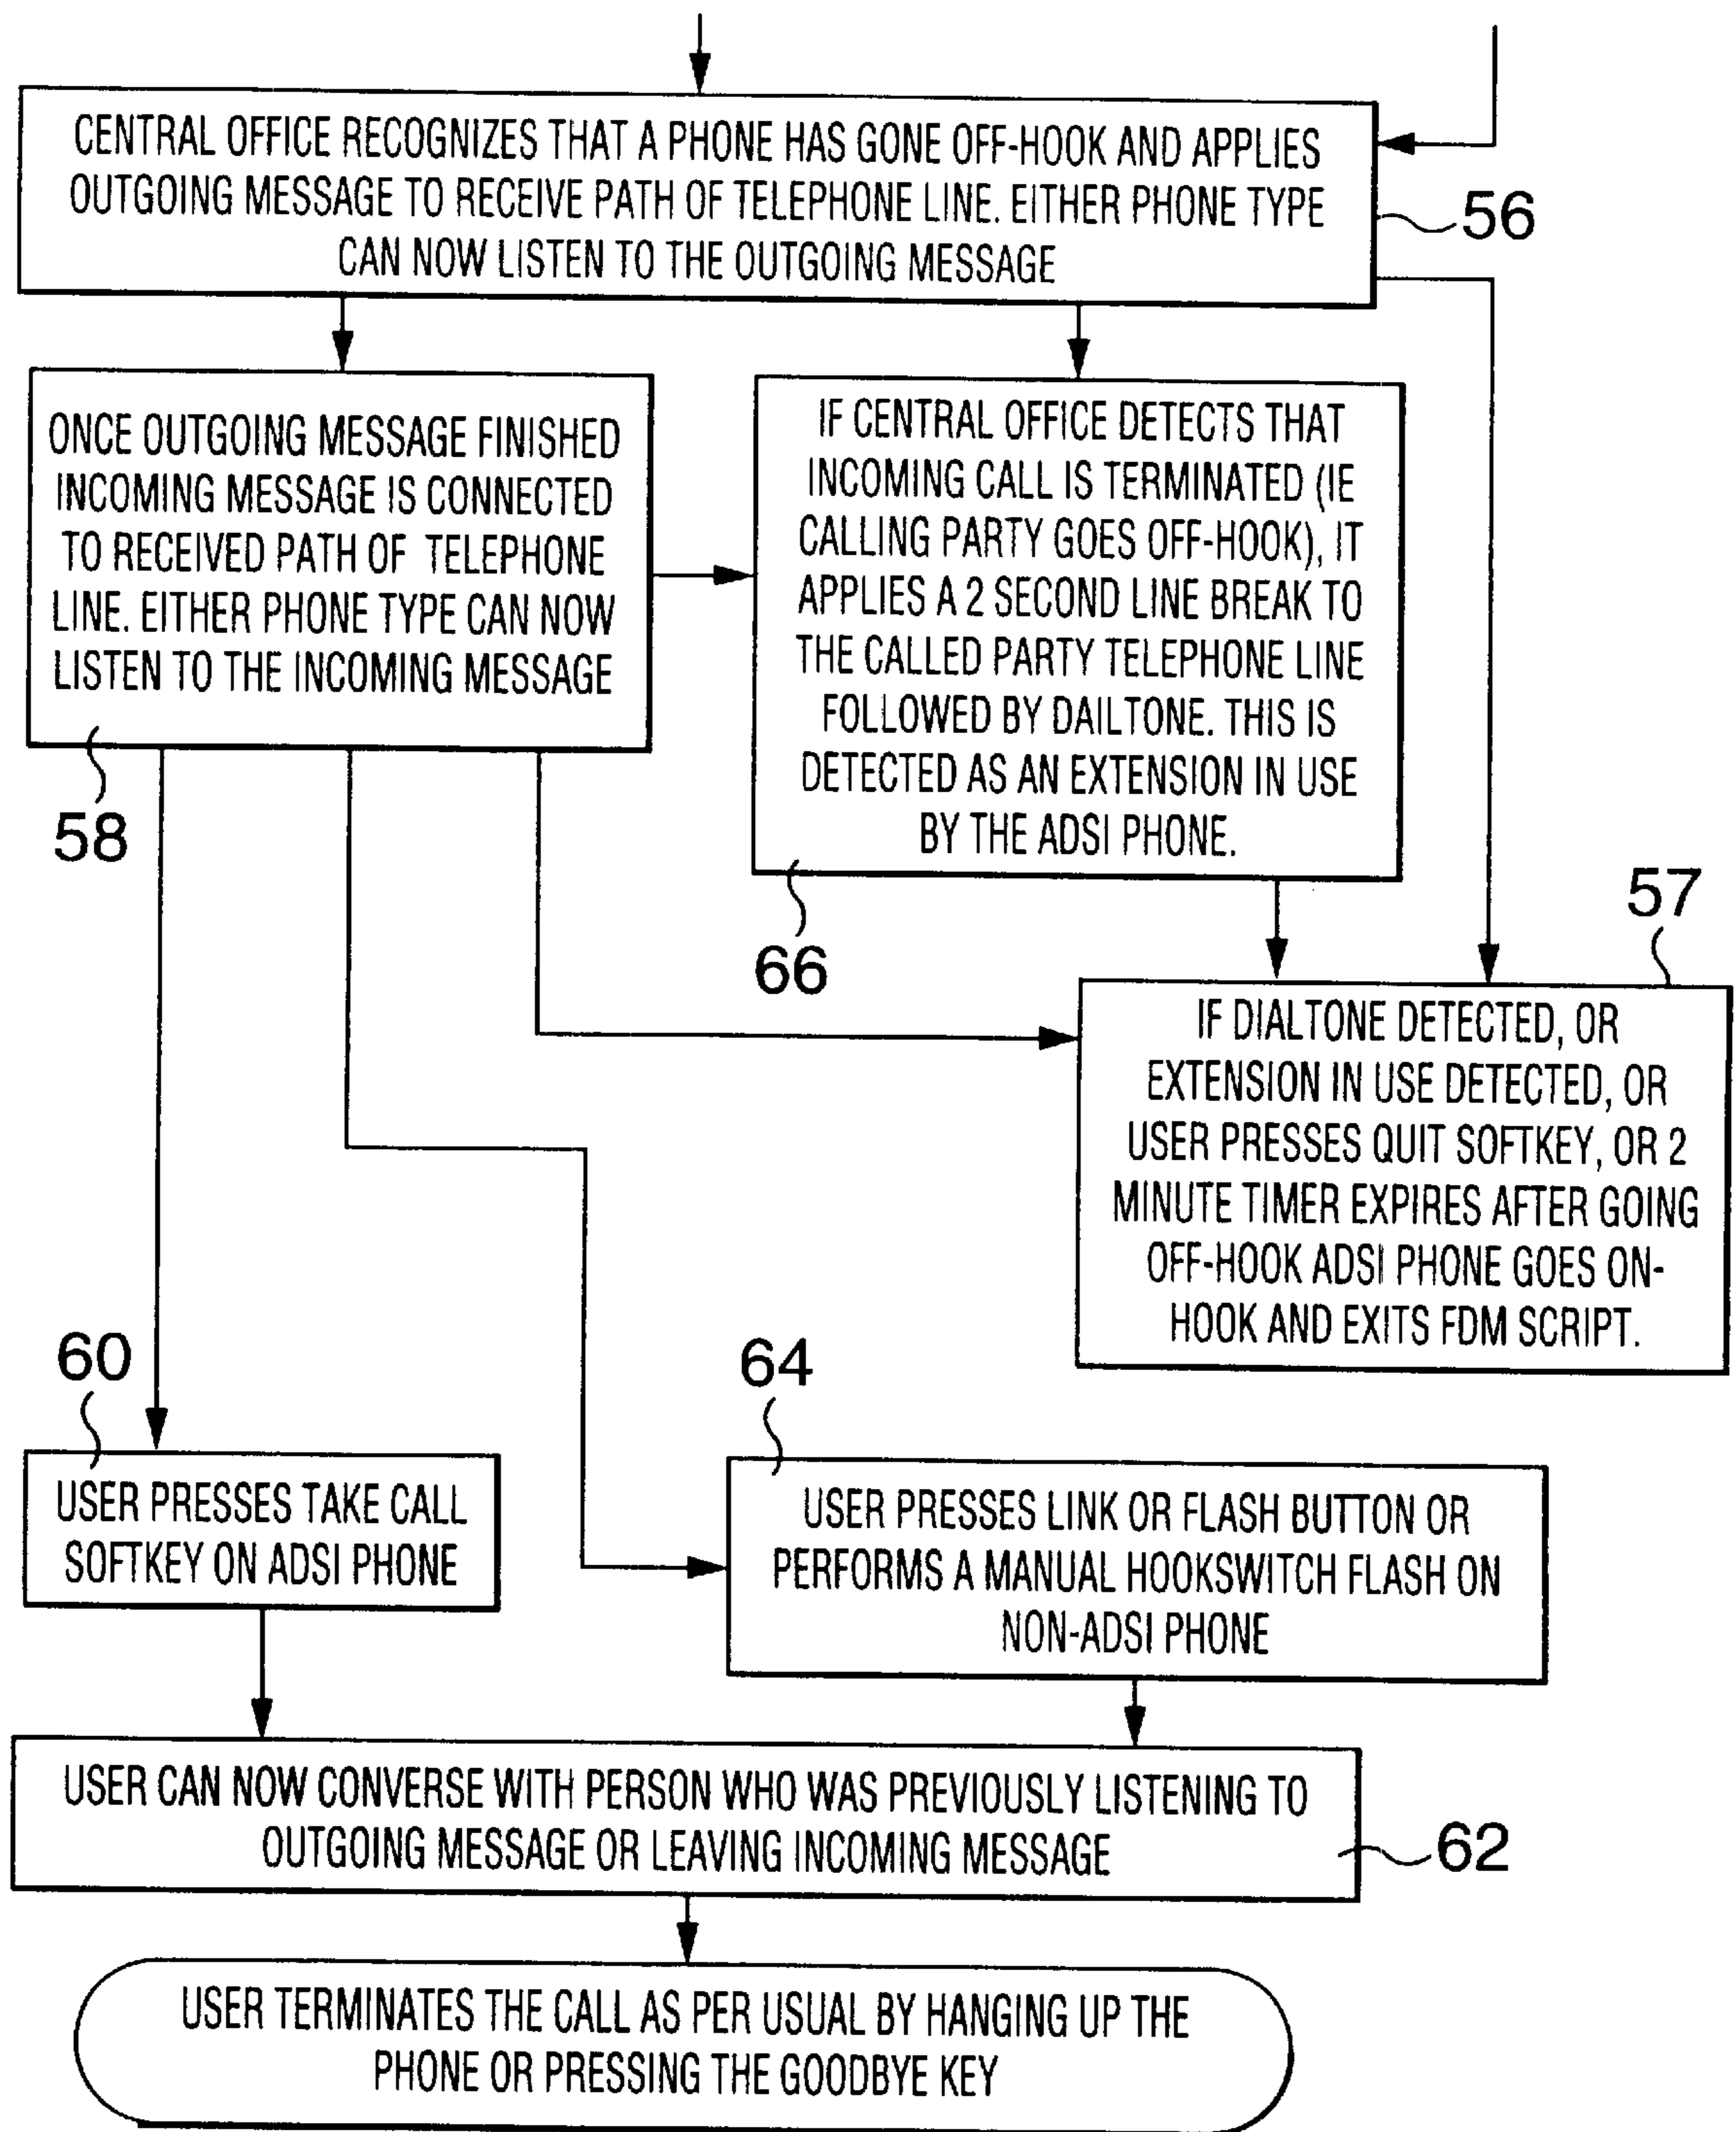 CENTRAL OFFICE RECOGNIZES THAT A PHONE HAS GONE OFF-HOOK AND APPLIES
OUTGOING MESSAGE TO RECEIVE PATH OF TELEPHONE LINE. EITHER PHONE TYPE
CAN NOW LISTEN TO THE OUTGOING MESSAGE
56
ONCE OUTGOING MESSAGE FINISHED
INCOMING MESSAGE IS CONNECTED
TO RECEIVED PATH OF TELEPHONE
LINE. EITHER PHONE TYPE CAN NOW
LISTEN TO THE INCOMING MESSAGE
58
IF CENTRAL OFFICE DETECTS THAT
INCOMING CALL IS TERMINATED (IE
CALLING PARTY GOES OFF-HOOK), IT
APPLIES A 2 SECOND LINE BREAK TO
THE CALLED PARTY TELEPHONE LINE
FOLLOWED BY DAILTONE. THIS IS
DETECTED AS AN EXTENSION IN USE
BY THE ADSI PHONE.
66
57
IF DIALTONE DETECTED, OR
EXTENSION IN USE DETECTED, OR
USER PRESSES QUIT SOFTKEY, OR 2
MINUTE TIMER EXPIRES AFTER GOING
OFF-HOOK ADSI PHONE GOES ON-
HOOK AND EXITS FDM SCRIPT.
60
USER PRESSES TAKE CALL
SOFTKEY ON ADSI PHONE
64
USER PRESSES LINK OR FLASH BUTTON OR
PERFORMS A MANUAL HOOKSWITCH FLASH ON
NON-ADSI PHONE
USER CAN NOW CONVERSE WITH PERSON WHO WAS PREVIOUSLY LISTENING TO
OUTGOING MESSAGE OR LEAVING INCOMING MESSAGE
62
USER TERMINATES THE CALL AS PER USUAL BY HANGING UP THE
PHONE OR PRESSING THE GOODBYE KEY